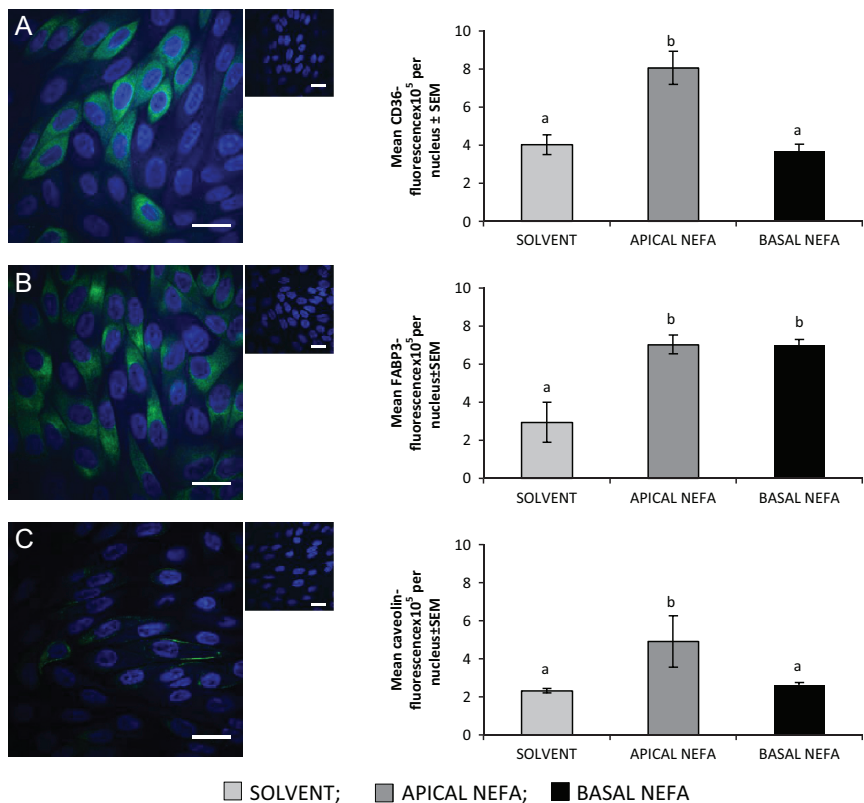 A
Mean CD36-
fluorescencex10⁵ per
nucleus ± SEM
10
8
6
4
2
0
a
b
a
SOLVENT
APICAL NEFA
BASAL NEFA
B
Mean FABP3-
fluorescencex10⁵ per
nucleus±SEM
10
8
6
4
2
0
a
b
b
SOLVENT
APICAL NEFA
BASAL NEFA
C
Mean caveolin-
fluorescencex10⁵ per
nucleus±SEM
10
8
6
4
2
0
a
b
a
SOLVENT
APICAL NEFA
BASAL NEFA
SOLVENT; APICAL NEFA; BASAL NEFA